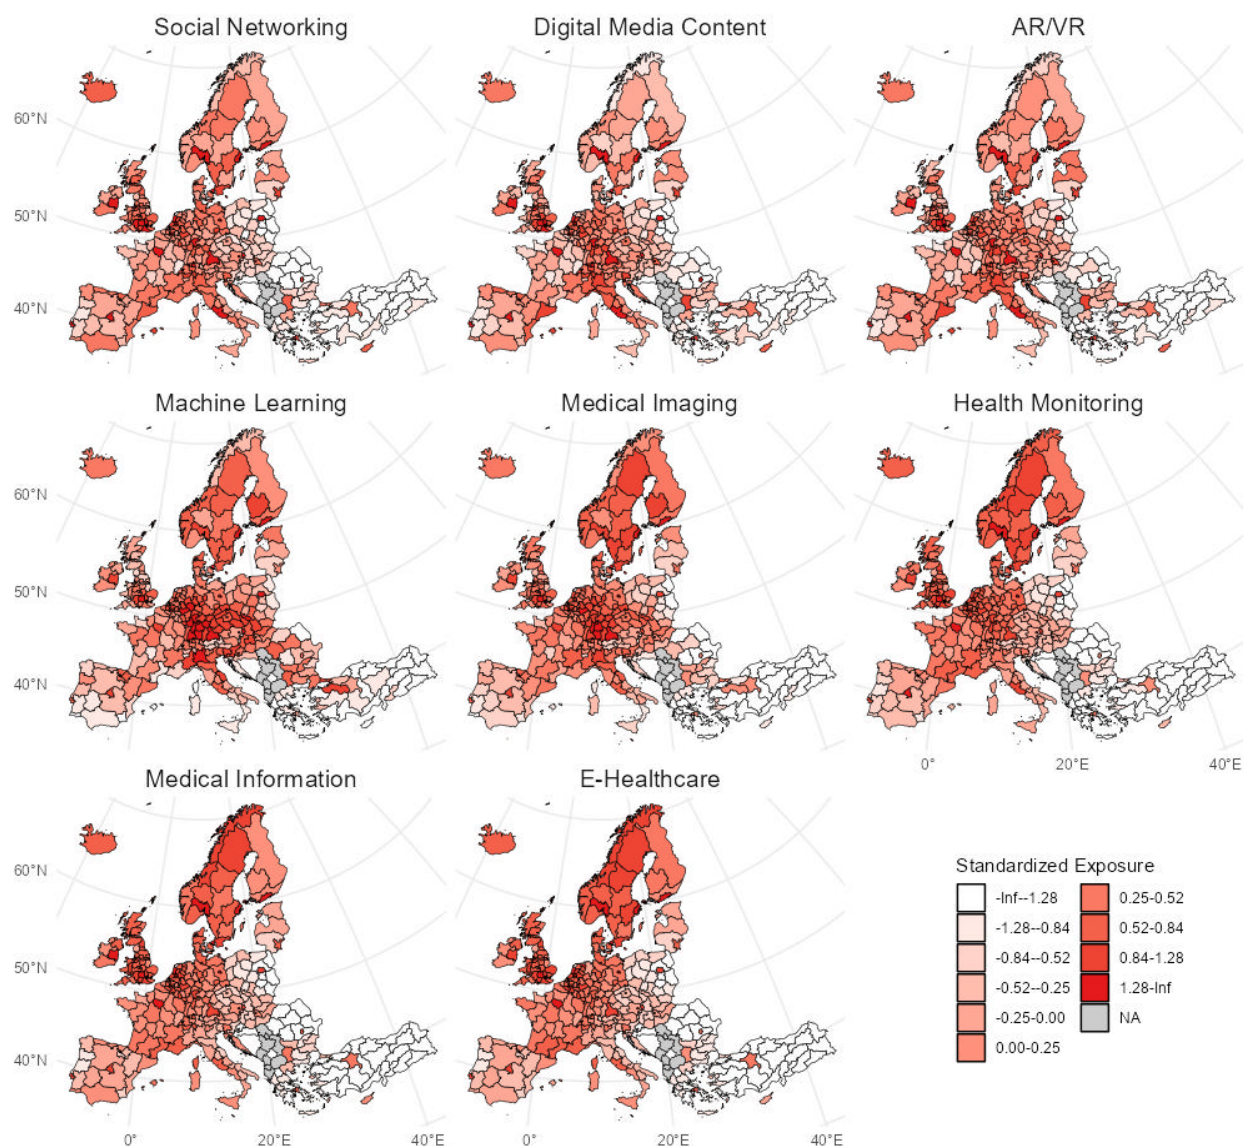 Social Networking
Digital Media Content
AR/VR
60°N
50°N
40°N
Machine Learning
Medical Imaging
Health Monitoring
60°N
50°N
40°N
0°
20°E
40°E
Medical Information
E-Healthcare
60°N
50°N
40°N
0°
20°E
40°E
0°
20°E
40°E
Standardized Exposure
-Inf--1.28
-1.28--0.84
-0.84--0.52
-0.52--0.25
-0.25-0.00
0.00-0.25
0.25-0.52
0.52-0.84
0.84-1.28
1.28-Inf
NA